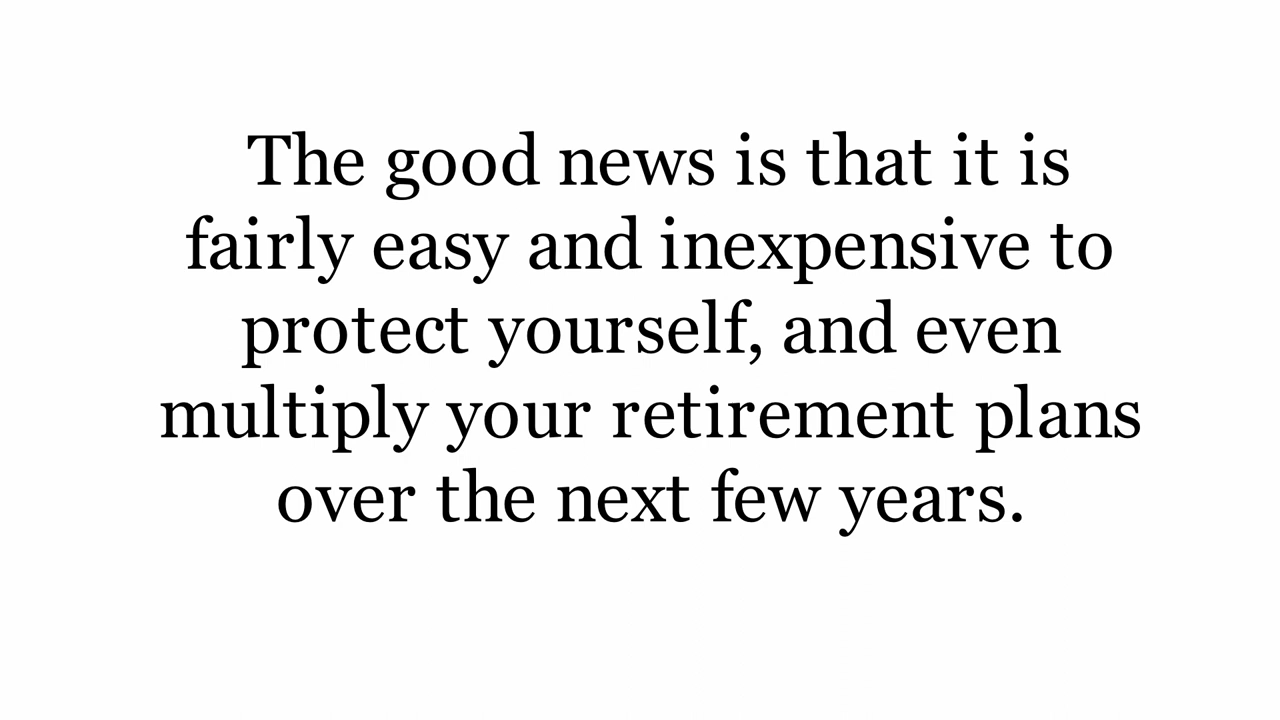 The good news is that it is
fairly easy and inexpensive to
protect yourself, and even
multiply your retirement plans
over the next few years.